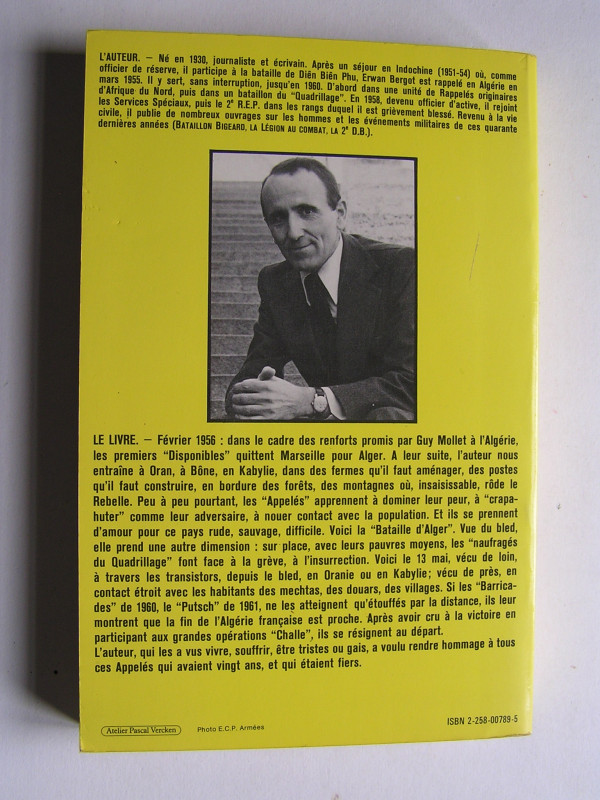 L'AUTEUR. — Né en 1930, journaliste et écrivain. Après un séjour en Indochine (1951-54) où, comme
officier de réserve, il participe à la bataille de Diên Biên Phu, Erwan Bergot est rappelé en Algérie en
mars 1955. Il y sert, sans interruption, jusqu'en 1960. D'abord dans une unité de Rappelés originaires
d'Afrique du Nord, puis dans un bataillon du "Quadrillage". En 1958, devenu officier d'active, il rejoint
les Services Spéciaux, puis le 2e R.E.P. dans les rangs duquel il est grièvement blessé. Revenu à la vie
civile, il publie de nombreux ouvrages sur les hommes et les événements militaires de ces quarante
dernières années (BATAILLON BIGEARD, LA LÉGION AU COMBAT, LA 2e D.B.).
LE LIVRE. — Février 1956 : dans le cadre des renforts promis par Guy Mollet à l'Algérie,
les premiers "Disponibles" quittent Marseille pour Alger. A leur suite, l'auteur nous
entraîne à Oran, à Bône, en Kabylie, dans des fermes qu'il faut aménager, des postes
qu'il faut construire, en bordure des forêts, des montagnes où, insaisissable, rôde le
Rebelle. Peu à peu pourtant, les "Appelés" apprennent à dominer leur peur, à "crapa-
huter" comme leur adversaire, à nouer contact avec la population. Et ils se prennent
d'amour pour ce pays rude, sauvage, difficile. Voici la "Bataille d'Alger". Vue du bled,
elle prend une autre dimension : sur place, avec leurs pauvres moyens, les "naufragés
du Quadrillage" font face à la grève, à l'insurrection. Voici le 13 mai, vécu de loin,
à travers les transistors, depuis le bled, en Oranie ou en Kabylie; vécu de près, en
contact étroit avec les habitants des mechtas, des douars, des villages. Si les "Barrica-
des" de 1960, le "Putsch" de 1961, ne les atteignent qu'étouffés par la distance, ils leur
montrent que la fin de l'Algérie française est proche. Après avoir cru à la victoire en
participant aux grandes opérations "Challe", ils se résignent au départ.
L'auteur, qui les a vus vivre, souffrir, être tristes ou gais, a voulu rendre hommage à tous
ces Appelés qui avaient vingt ans, et qui étaient fiers.
Atelier Pascal Vercken
Photo E.C.P. Armées
ISBN 2-258-00789-5